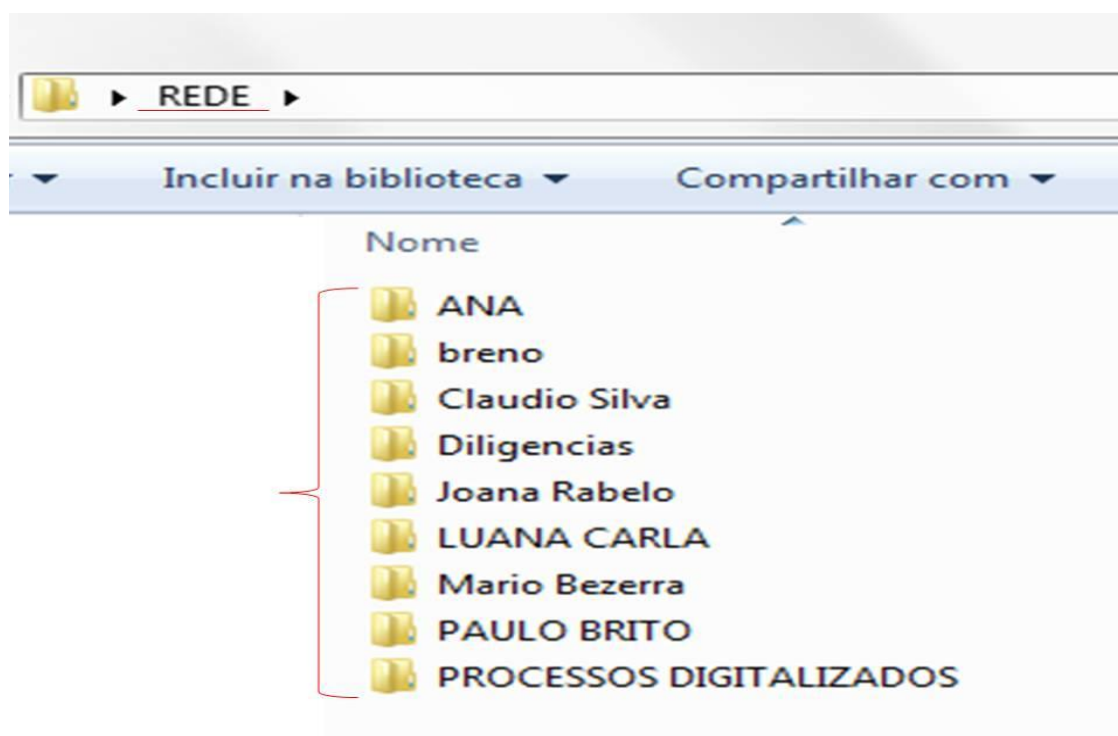 REDE
Incluir na biblioteca Compartilhar com
Nome
ANA
breno
Claudio Silva
Diligencias
Joana Rabelo
LUANA CARLA
Mario Bezerra
PAULO BRITO
PROCESSOS DIGITALIZADOS